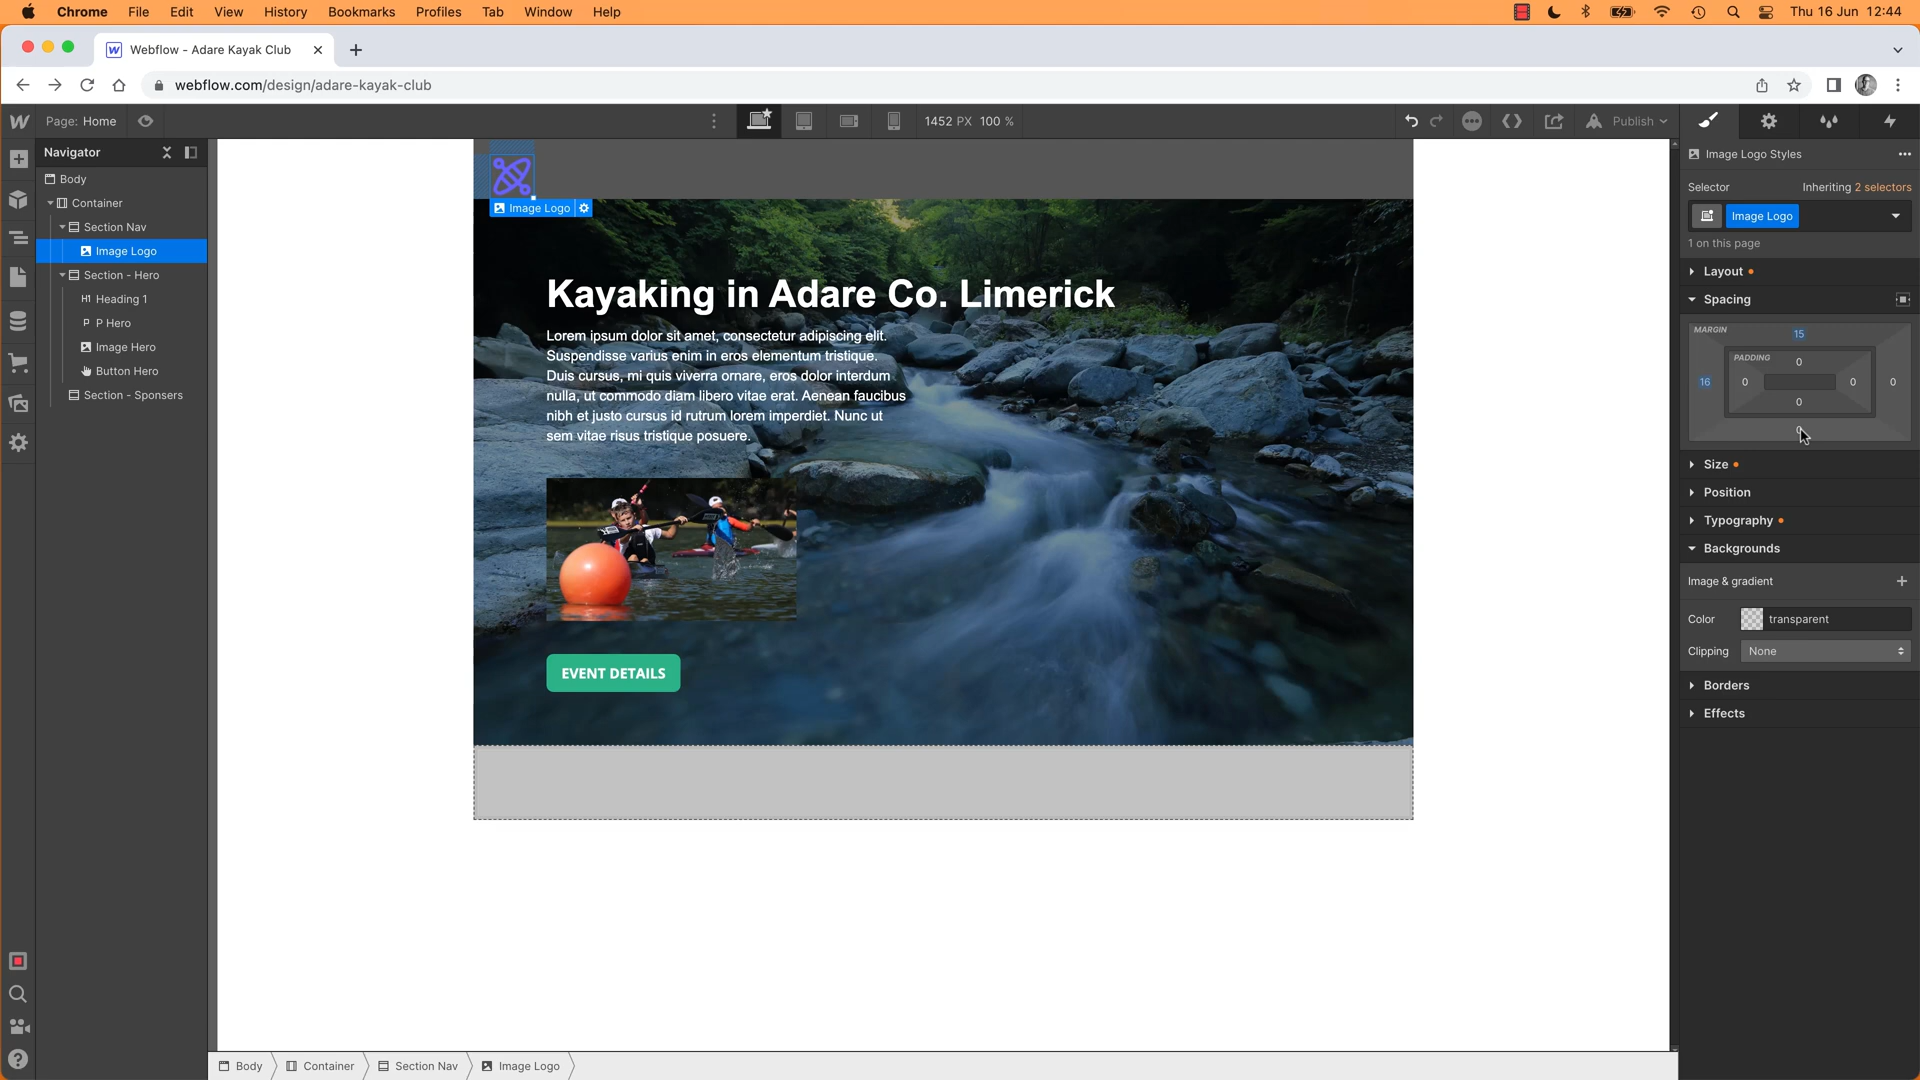 Chrome File Edit View History Bookmarks Profiles Tab Window Help Thu 16 Jun 12:44
Webflow - Adare Kayak Club
webflow.com/design/adare-kayak-club
Page: Home 1452 PX 100 % Publish
Navigator
Body
Container
Section Nav
Image Logo
Section - Hero
H1 Heading 1
P P Hero
Image Hero
Button Hero
Section - Sponsers
Image Logo
Kayaking in Adare Co. Limerick
Lorem ipsum dolor sit amet, consectetur adipiscing elit.
Suspendisse varius enim in eros elementum tristique.
Duis cursus, mi quis viverra ornare, eros dolor interdum
nulla, ut commodo diam libero vitae erat. Aenean faucibus
nibh et justo cursus id rutrum lorem imperdiet. Nunc ut
sem vitae risus tristique posuere.
EVENT DETAILS
Body Container Section Nav Image Logo
Image Logo Styles
Selector Inheriting 2 selectors
Image Logo
1 on this page
Layout
Spacing
MARGIN 15
PADDING 0
16 0 0 0
0
Size
Position
Typography
Backgrounds
Image & gradient
Color transparent
Clipping None
Borders
Effects